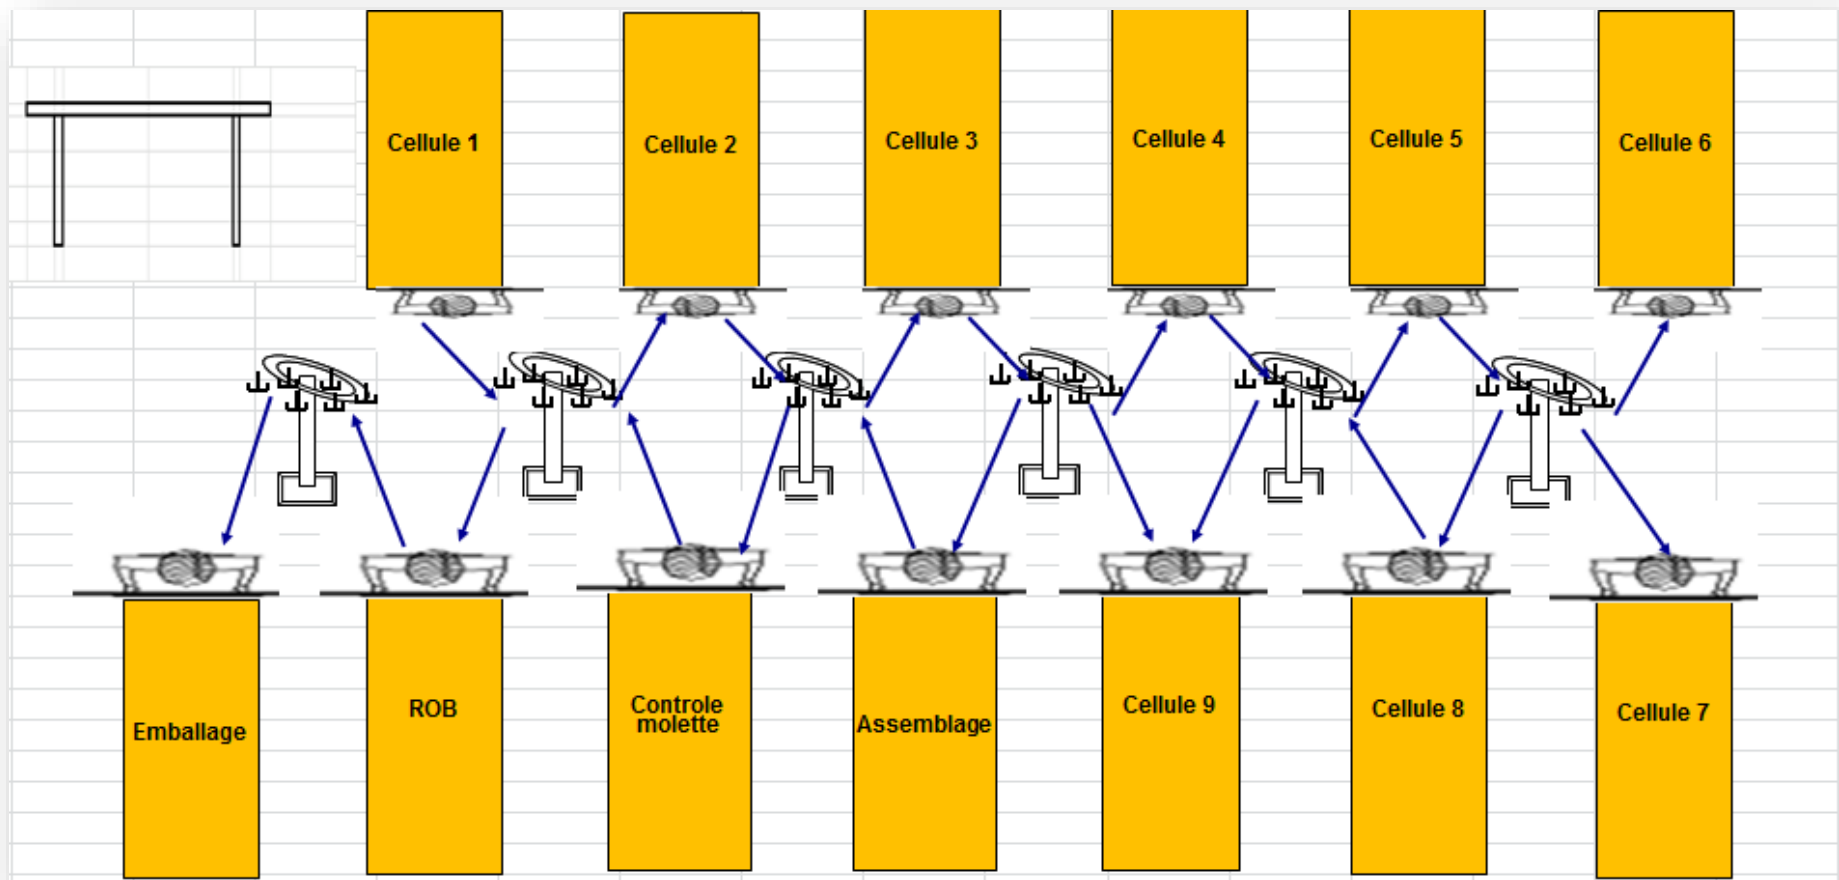 Cellule 1
Cellule 2
Cellule 3
Cellule 4
Cellule 5
Cellule 6
Emballage
ROB
Controle
molette
Assemblage
Cellule 9
Cellule 8
Cellule 7